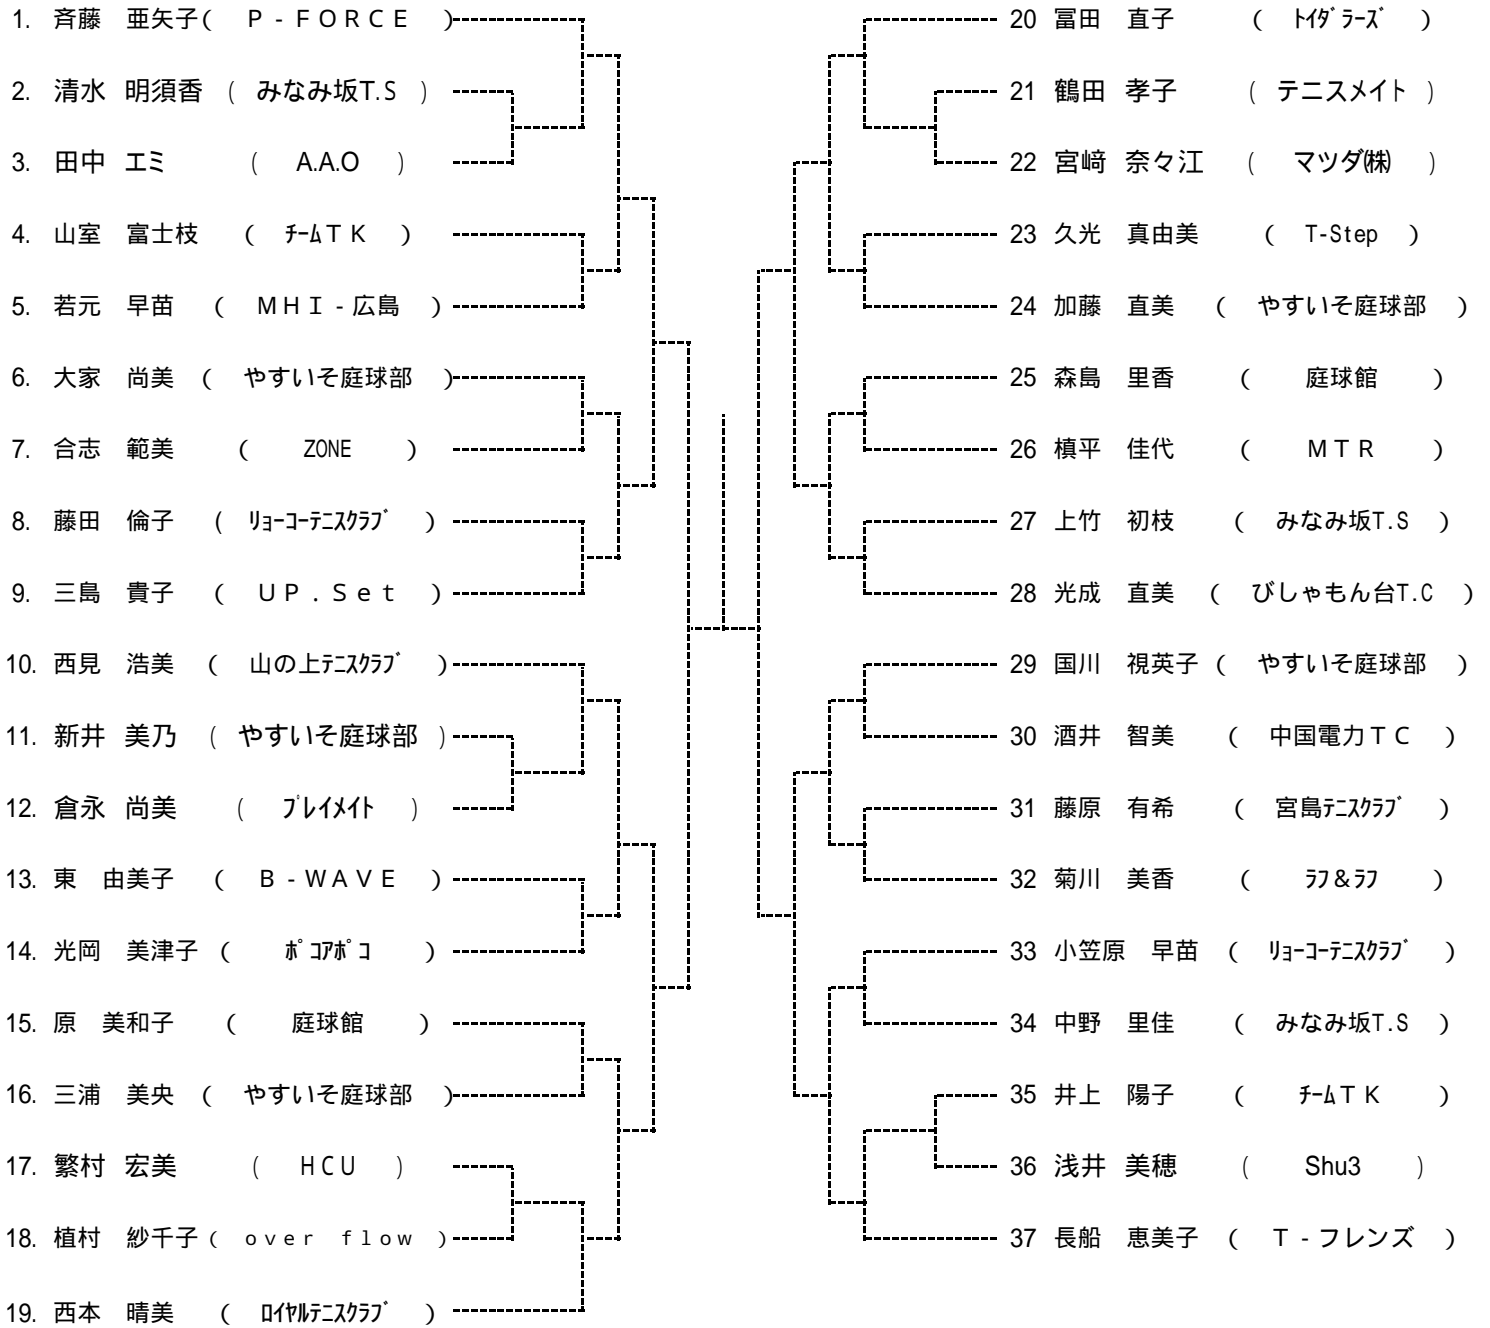 1. 斉藤 亜矢子( P - FORCE )
2. 清水 明須香 ( みなみ坂T.S )
3. 田中 エミ ( A.A.O )
4. 山室 富士枝 ( ﾁｰﾑＴＫ )
5. 若元 早苗 ( ＭＨＩ - 広島 )
6. 大家 尚美 ( やすいそ庭球部 )
7. 合志 範美 ( ZONE )
8. 藤田 倫子 ( ﾘｮｰｺｰﾃﾆｽｸﾗﾌﾞ )
9. 三島 貴子 ( ＵＰ．Ｓｅｔ )
10. 西見 浩美 ( 山の上ﾃﾆｽｸﾗﾌﾞ )
11. 新井 美乃 ( やすいそ庭球部 )
12. 倉永 尚美 ( ﾌﾟﾚｲﾒｲﾄ )
13. 東 由美子 ( Ｂ - ＷＡＶＥ )
14. 光岡 美津子 ( ﾎﾟｺｱﾎﾟｺ )
15. 原 美和子 ( 庭球館 )
16. 三浦 美央 ( やすいそ庭球部 )
17. 繁村 宏美 ( HCU )
18. 植村 紗千子 ( over flow )
19. 西本 晴美 ( ﾛｲﾔﾙﾃﾆｽｸﾗﾌﾞ )
20 冨田 直子 ( ﾄｲﾀﾞﾗｰｽﾞ )
21 鶴田 孝子 ( テニスメイト )
22 宮﨑 奈々江 ( マツダ㈱ )
23 久光 真由美 ( T-Step )
24 加藤 直美 ( やすいそ庭球部 )
25 森島 里香 ( 庭球館 )
26 槙平 佳代 ( ＭＴＲ )
27 上竹 初枝 ( みなみ坂T.S )
28 光成 直美 ( びしゃもん台T.C )
29 国川 視英子 ( やすいそ庭球部 )
30 酒井 智美 ( 中国電力ＴＣ )
31 藤原 有希 ( 宮島ﾃﾆｽｸﾗﾌﾞ )
32 菊川 美香 ( ﾗﾌ＆ﾗﾌ )
33 小笠原 早苗 ( ﾘｮｰｺｰﾃﾆｽｸﾗﾌﾞ )
34 中野 里佳 ( みなみ坂T.S )
35 井上 陽子 ( ﾁｰﾑＴＫ )
36 浅井 美穂 ( Shu3 )
37 長船 恵美子 ( Ｔ - フレンズ )